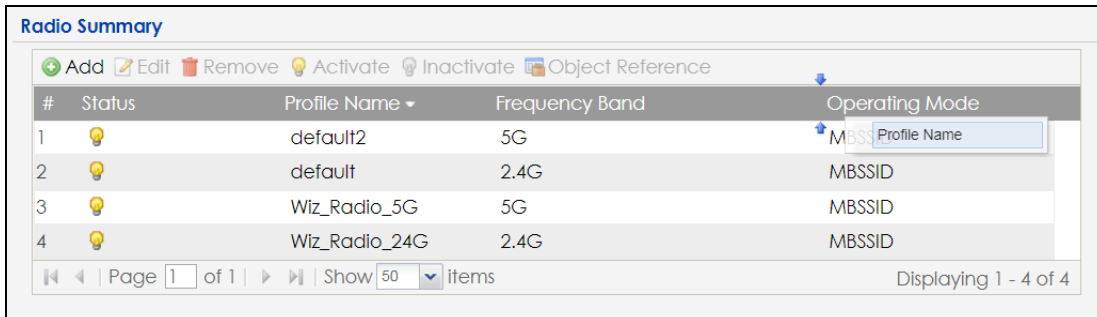 Radio Summary
Add Edit Remove Activate Inactivate Object Reference
# Status Profile Name Frequency Band Operating Mode
1 default2 5G MBSSID
Profile Name
2 default 2.4G MBSSID
3 Wiz_Radio_5G 5G MBSSID
4 Wiz_Radio_24G 2.4G MBSSID
Page 1 of 1 Show 50 items Displaying 1 - 4 of 4